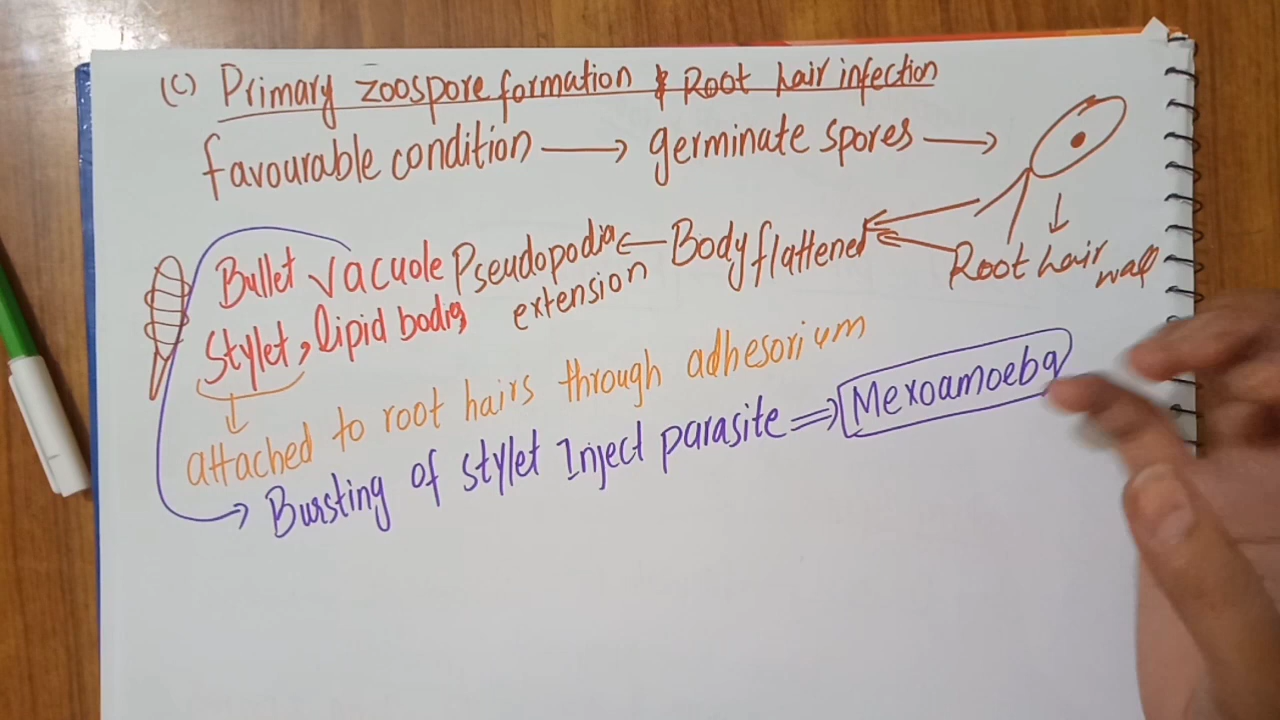 (C) Primary zoospore formation & Root hair infection
favourable condition → germinate spores →
Bullet vacuole Pseudopodia ← Body flattened Root hair wall
Stylet, lipid bodies extension
attached to root hairs through adhesorium
→ Bursting of stylet Inject parasite ⇒ Mexoamoeba